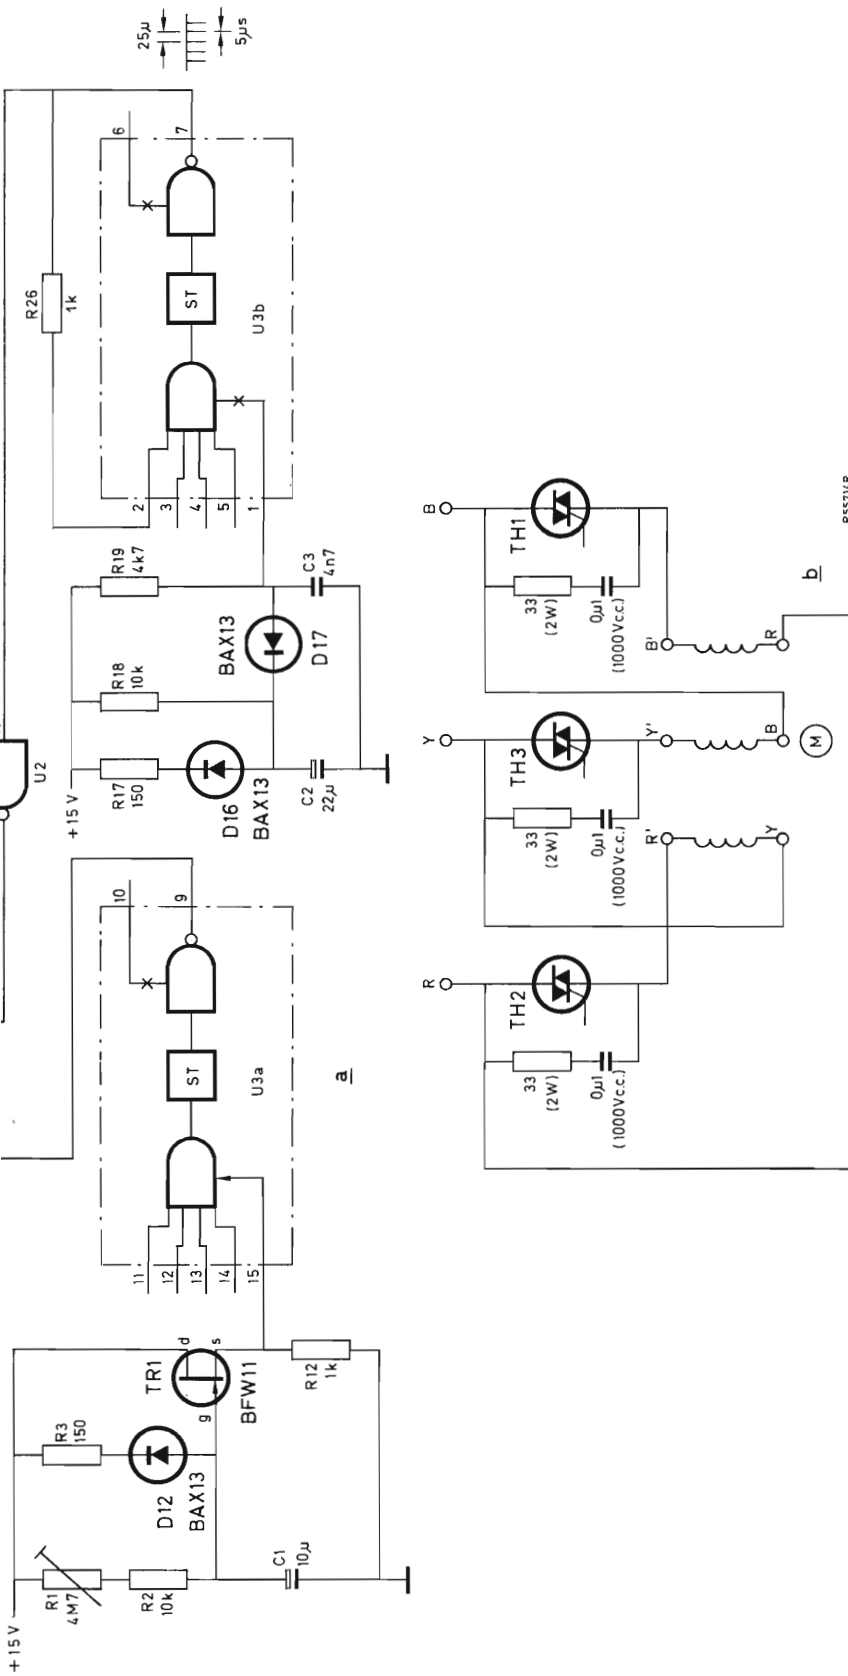 25µ
5µs
6
7
R26
1k
ST
U3b
2
3
4
5
1
R19
4k7
C3
4n7
BAX13
D17
R18
10k
U2
+15V
R17
150
D16
BAX13
C2
22µ
10
9
ST
U3a
a
11
12
13
14
15
TR1
d
s
g
BFW11
R12
1k
R3
150
D12
BAX13
+15V
R1
4M7
R2
10k
C1
10µ
B
TH1
33
(2W)
0µ1
(1000Vc.c.)
B'
R
b
Y
TH3
33
(2W)
0µ1
(1000Vc.c.)
Y'
B
M
R'
Y
R
TH2
33
(2W)
0µ1
(1000Vc.c.)